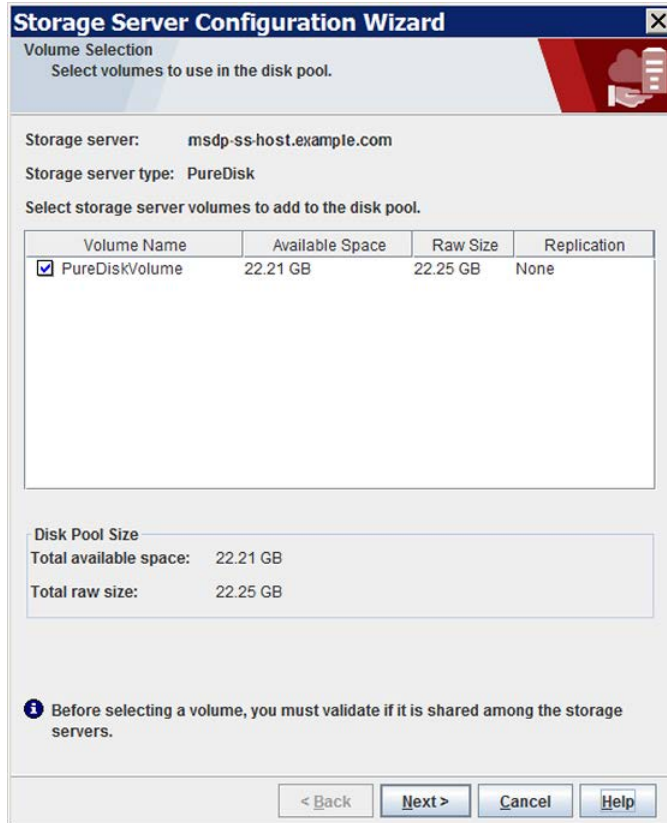 Storage Server Configuration Wizard
Volume Selection
Select volumes to use in the disk pool.
Storage server: msdp-ss-host.example.com
Storage server type: PureDisk
Select storage server volumes to add to the disk pool.
Volume Name Available Space Raw Size Replication
PureDiskVolume 22.21 GB 22.25 GB None
Disk Pool Size
Total available space: 22.21 GB
Total raw size: 22.25 GB
Before selecting a volume, you must validate if it is shared among the storage
servers.
< Back Next > Cancel Help